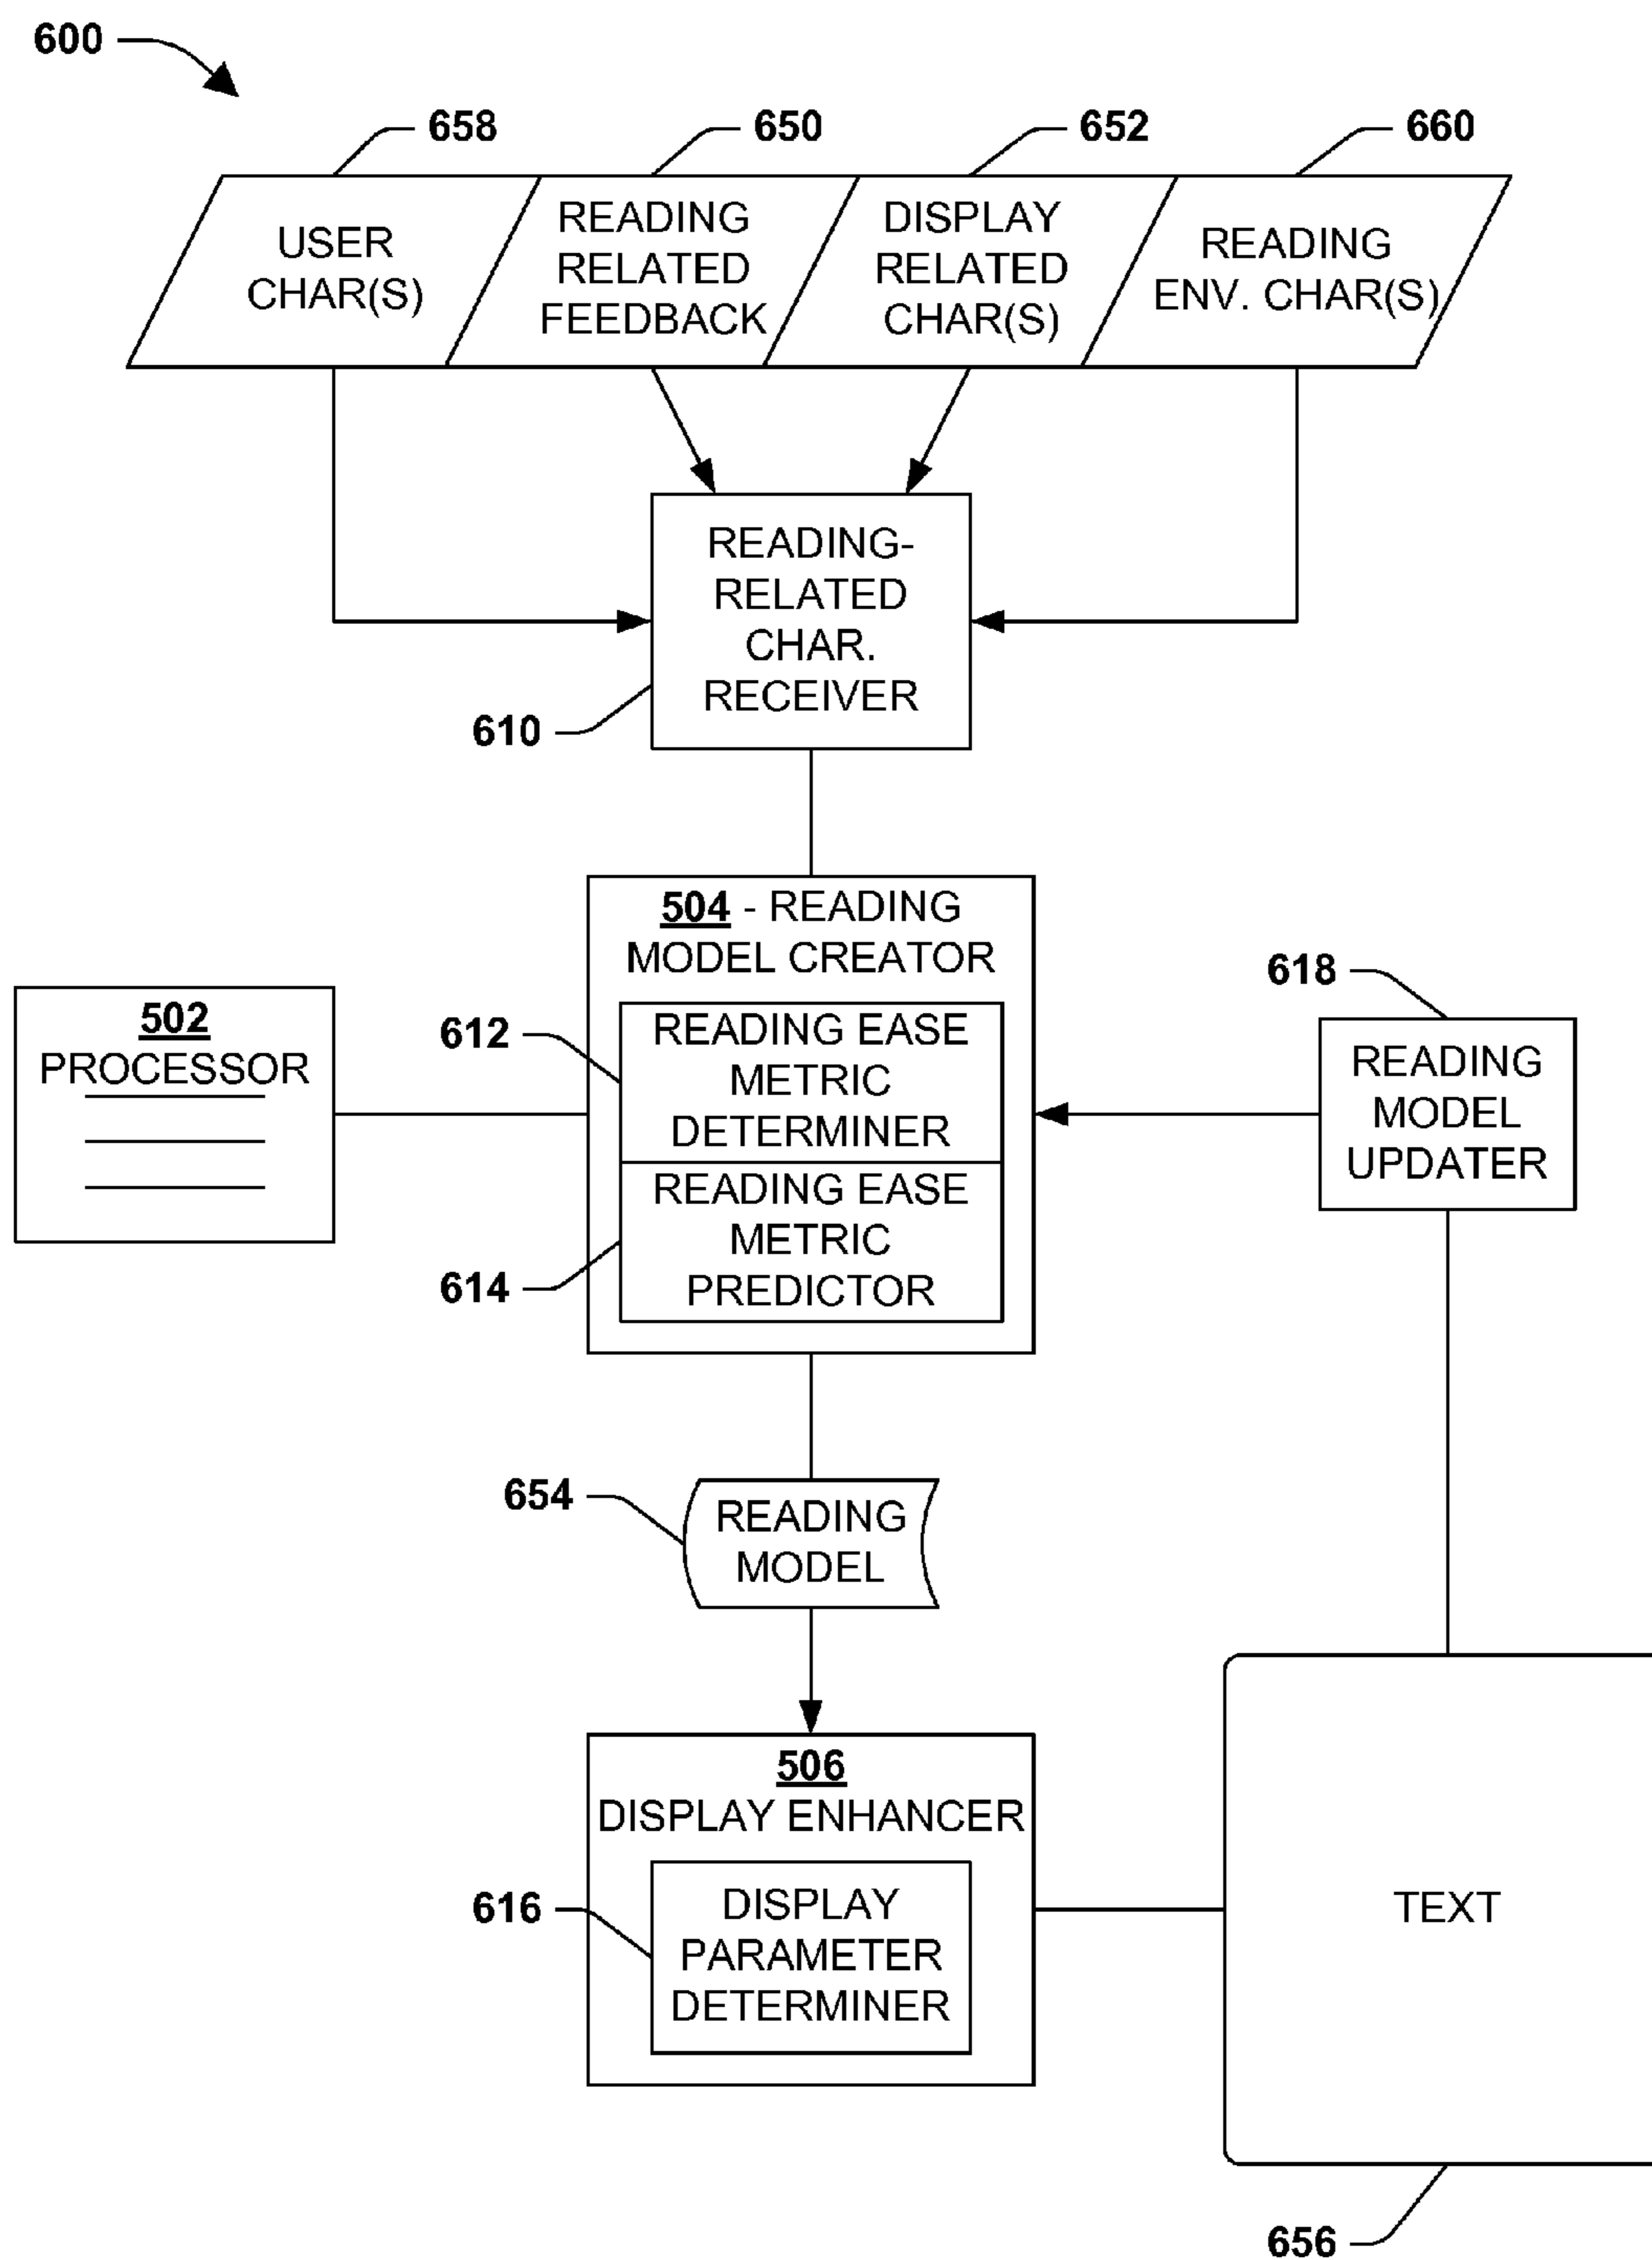 600
658
650
652
660
USER
CHAR(S)
READING
RELATED
FEEDBACK
DISPLAY
RELATED
CHAR(S)
READING
ENV. CHAR(S)
READING-
RELATED
CHAR.
RECEIVER
610
504 - READING
MODEL CREATOR
502
PROCESSOR
612
READING EASE
METRIC
DETERMINER
614
READING EASE
METRIC
PREDICTOR
618
READING
MODEL
UPDATER
654
READING
MODEL
506
DISPLAY ENHANCER
616
DISPLAY
PARAMETER
DETERMINER
TEXT
656